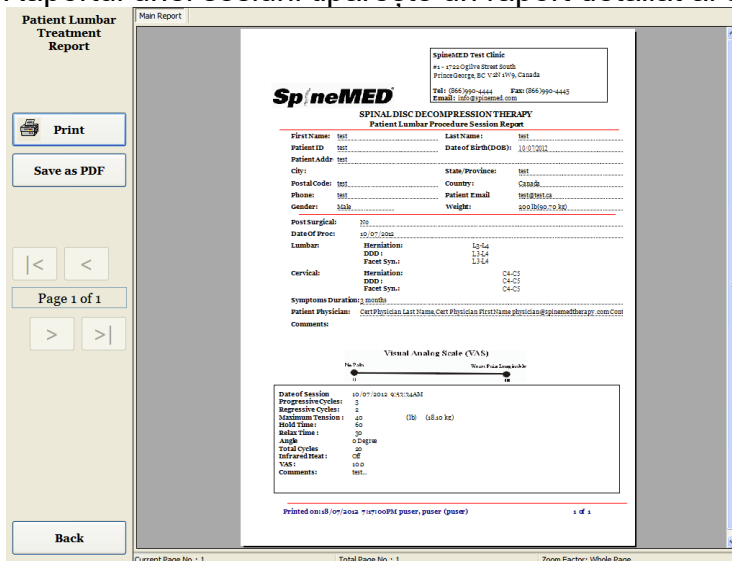 Raportul unei sesiuni apare
Patient Lumbar
Treatment
Report
Print
Save as PDF
|<
<
Page 1 of 1
>
>|
Back
Main Report
SpineMED Test Clinic
#1 - 1722 Ogilve Street South
Prince George, BC V2N 1W9, Canada
Tel: (866)990-4444 Fax: (866)990-4445
Email: info@spinemed.com
SpineMED
SPINAL DISC DECOMPRESSION THERAPY
Patient Lumbar Procedure Session Report
First Name: test Last Name: test
Patient ID test Date of Birth(DOB): 10/07/2012
Patient Addr test
City: State/Province: test
Postal Code: test Country: Canada
Phone: test Patient Email test@test.ca
Gender: Male Weight: 200 lb(90.70 kg)
Post Surgical: No
Date Of Proc: 10/07/2012
Lumbar: Herniation: L3-L4
DDD : L3-L4
Facet Syn.: L3-L4
Cervical: Herniation: C4-C5
DDD : C4-C5
Facet Syn.: C4-C5
Symptoms Duration: 3 months
Patient Physician: Cert Physician Last Name, Cert Physician First Name physician@spinemedtherapy.com Cont
Comments:
Visual Analog Scale (VAS)
No Pain Worst Pain Imaginable
0 10
Date of Session 10/07/2012 9:53:34AM
Progressive Cycles: 3
Regressive Cycles: 2
Maximum Tension : 40 (lb) (18.10 kg)
Hold Time: 60
Relax Time : 30
Angle 0 Degree
Total Cycles 20
Infrared Heat: Off
VAS: 10.0
Comments: test...
Printed on:18/07/2012 7:17:00PM puser, puser (puser) 1 of 1
Current Page No. : 1 Total Page No. : 1 Zoom Factor: Whole Page